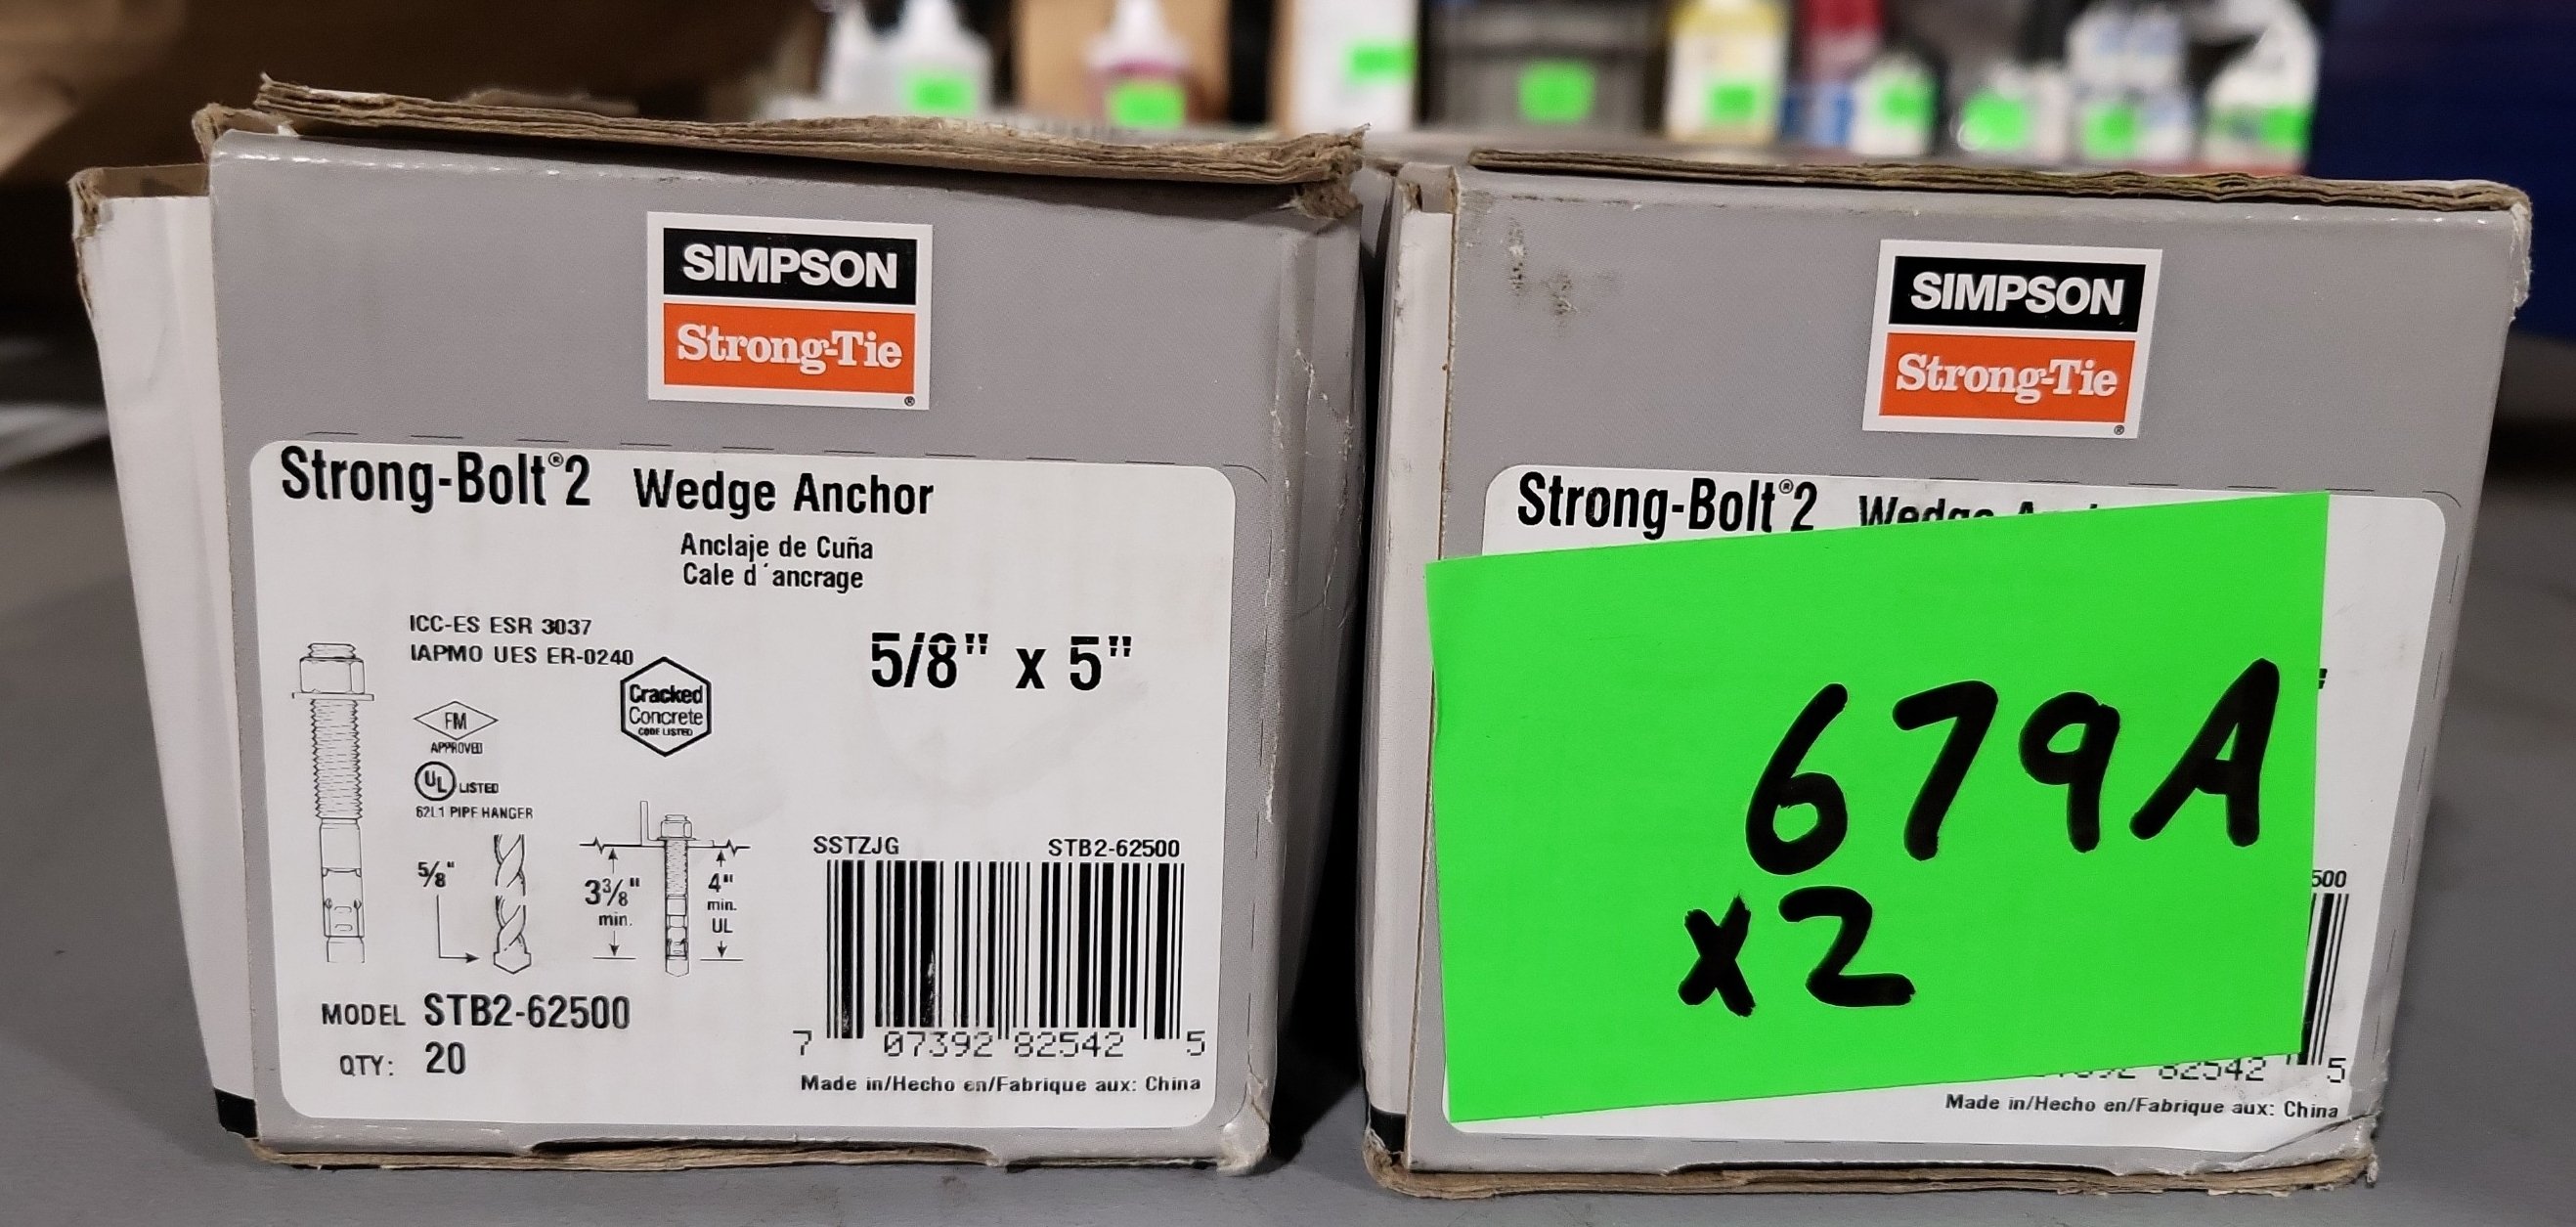 SIMPSON
Strong-Tie
®
Strong-Bolt®2 Wedge Anchor
Anclaje de Cuña
Cale d´ancrage
ICC-ES ESR 3037
IAPMO UES ER-0240
5/8" x 5"
Cracked
Concrete
CODE LISTED
FM
APPROVED
UL LISTED
62L1 PIPE HANGER
5/8"
3 3/8"
min.
4"
min.
UL
SSTZJG STB2-62500
MODEL STB2-62500
QTY: 20
7 07392 82542 5
Made in/Hecho en/Fabrique aux: China
SIMPSON
Strong-Tie
®
Strong-Bolt®2 Wedge
679A
x2
500
82542 5
Made in/Hecho en/Fabrique aux: China